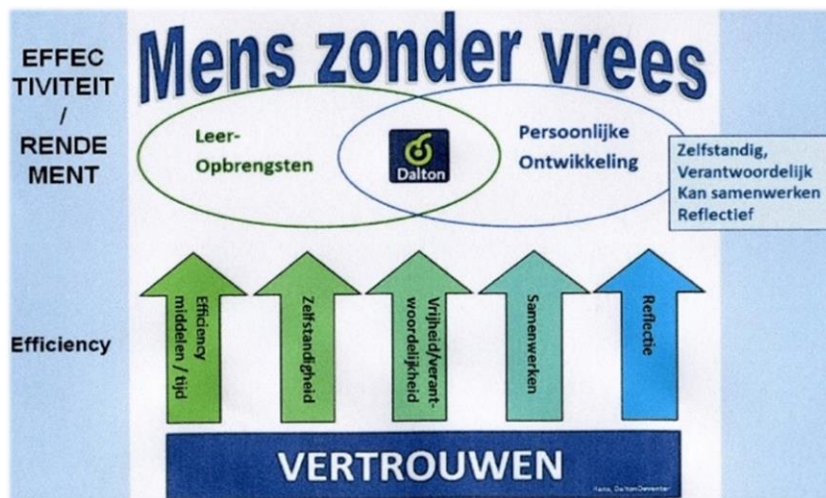 Mens zonder vrees
EFFEC
TIVITEIT
/
RENDE
MENT
Leer-
Opbrengsten
Dalton
Persoonlijke
Ontwikkeling
Zelfstandig,
Verantwoordelijk
Kan samenwerken
Reflectief
Efficiency
Efficiency
middelen / tijd
Zelfstandigheid
Vrijheid/verant-
woordelijkheid
Samenwerken
Reflectie
VERTROUWEN
DaltonDeventer